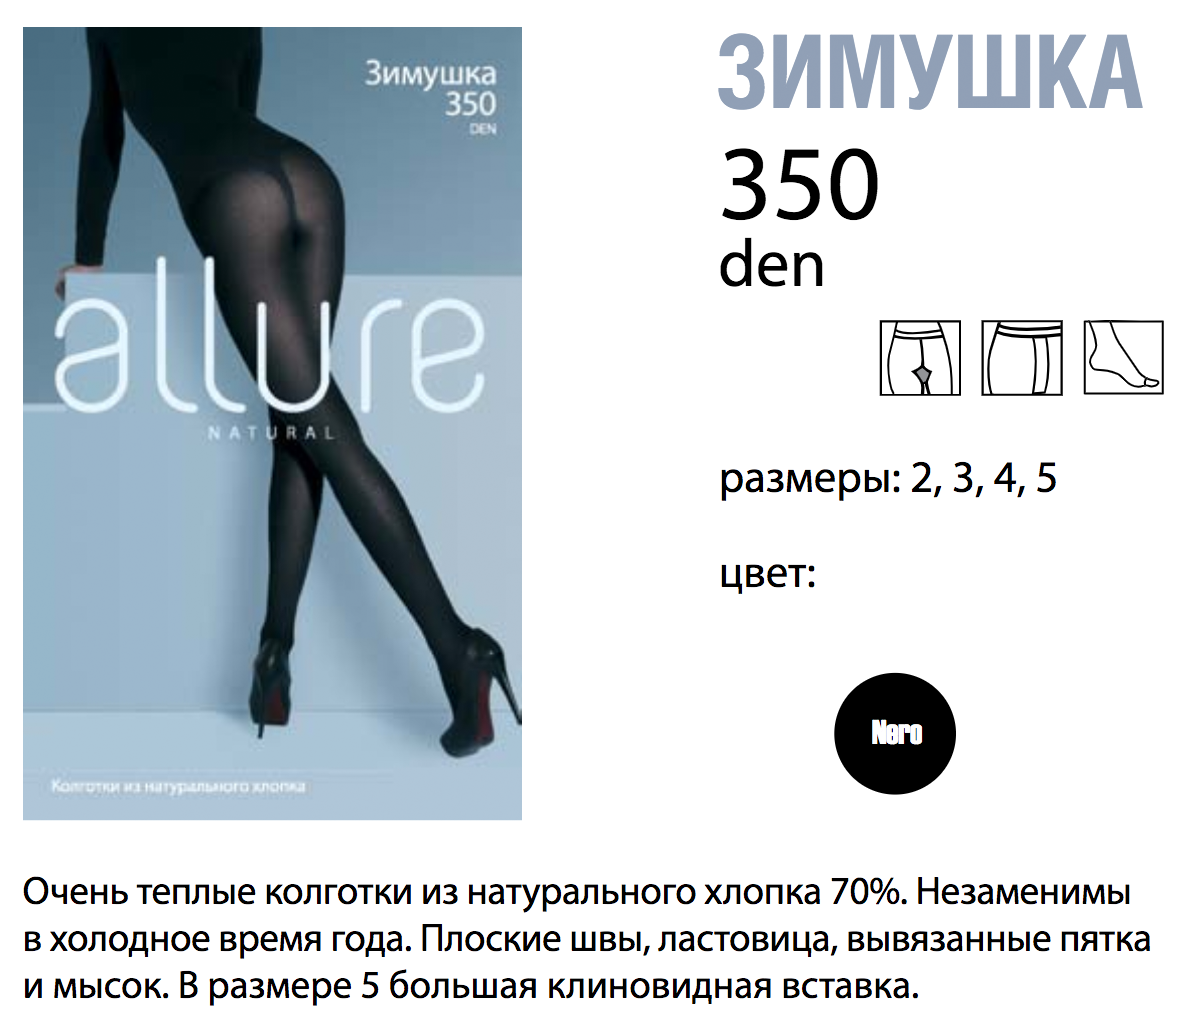 Зимушка
350
DEN
allure
NATURAL
Колготки из натурального хлопка
ЗИМУШКА
350
den
размеры: 2, 3, 4, 5
цвет:
Nero
Очень теплые колготки из натурального хлопка 70%. Незаменимы
в холодное время года. Плоские швы, ластовица, вывязанные пятка
и мысок. В размере 5 большая клиновидная вставка.